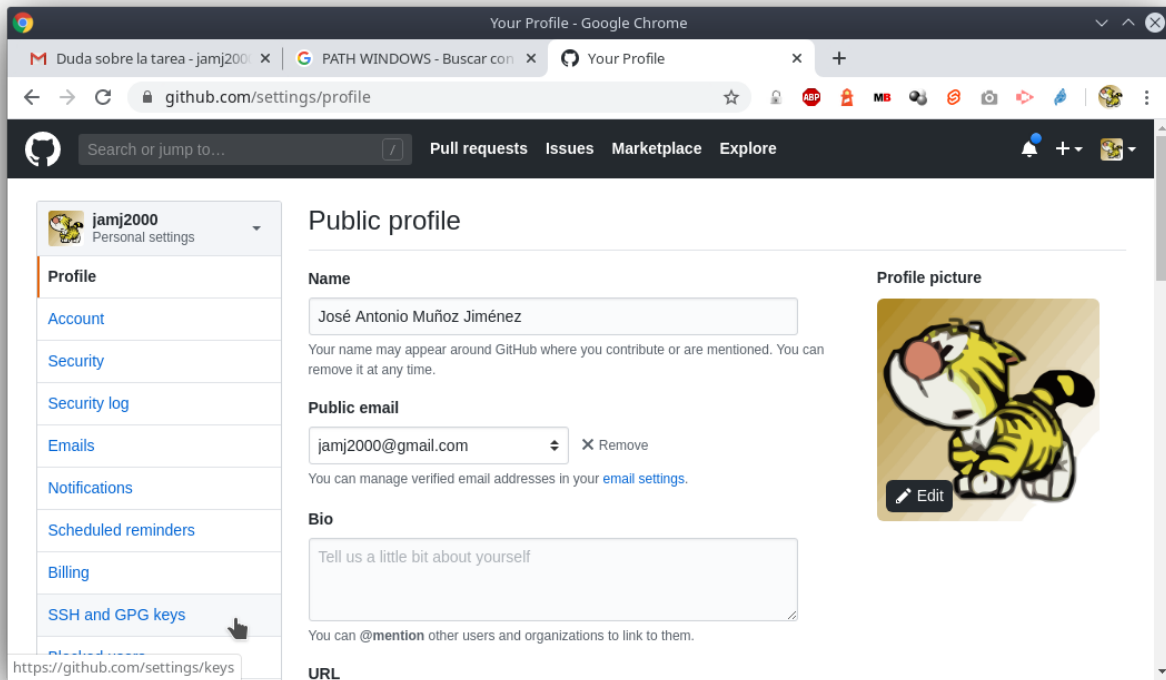 Your Profile - Google Chrome
Duda sobre la tarea - jamj200
PATH WINDOWS - Buscar con
Your Profile
github.com/settings/profile
ABP
MB
Search or jump to…
/
Pull requests Issues Marketplace Explore
jamj2000
Personal settings
Profile
Account
Security
Security log
Emails
Notifications
Scheduled reminders
Billing
SSH and GPG keys
Blocked users
https://github.com/settings/keys
Public profile
Name
José Antonio Muñoz Jiménez
Your name may appear around GitHub where you contribute or are mentioned. You can
remove it at any time.
Public email
jamj2000@gmail.com
Remove
You can manage verified email addresses in your email settings.
Bio
Tell us a little bit about yourself
You can @mention other users and organizations to link to them.
URL
Profile picture
Edit